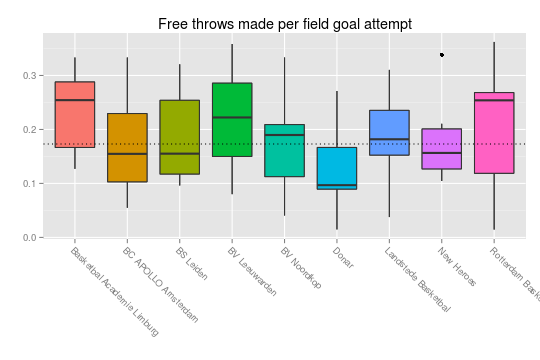 Free throws made per field goal attempt
0.3
0.2
0.1
0.0
Basketbal Academie Limburg
BC APOLLO Amsterdam
BS Leiden
BV Leeuwarden
BV Noordkop
Donar
Landstede Basketbal
New Heroes
Rotterdam Bask